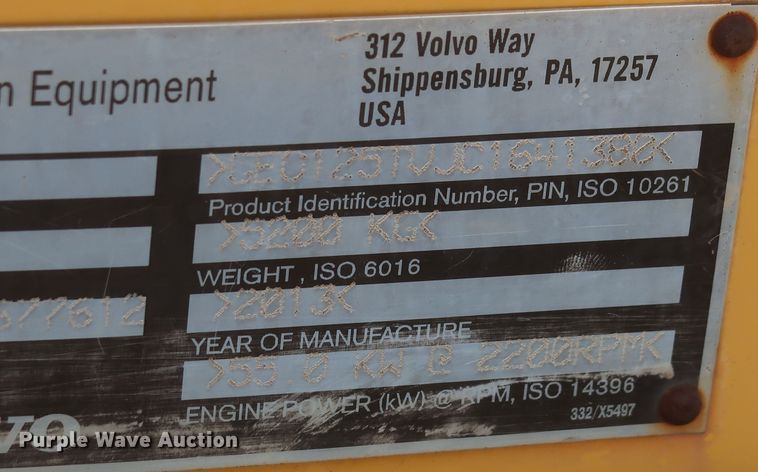 312 Volvo Way
n Equipment
Shippensburg, PA, 17257
USA
Product Identification Number, PIN, ISO 10261
>5200 KG<
WEIGHT, ISO 6016
677612
>2013<
YEAR OF MANUFACTURE
>55.0 KW @ 2200RPM<
ENGINE POWER (kW) @ RPM, ISO 14396
332/X5497
Purple Wave Auction